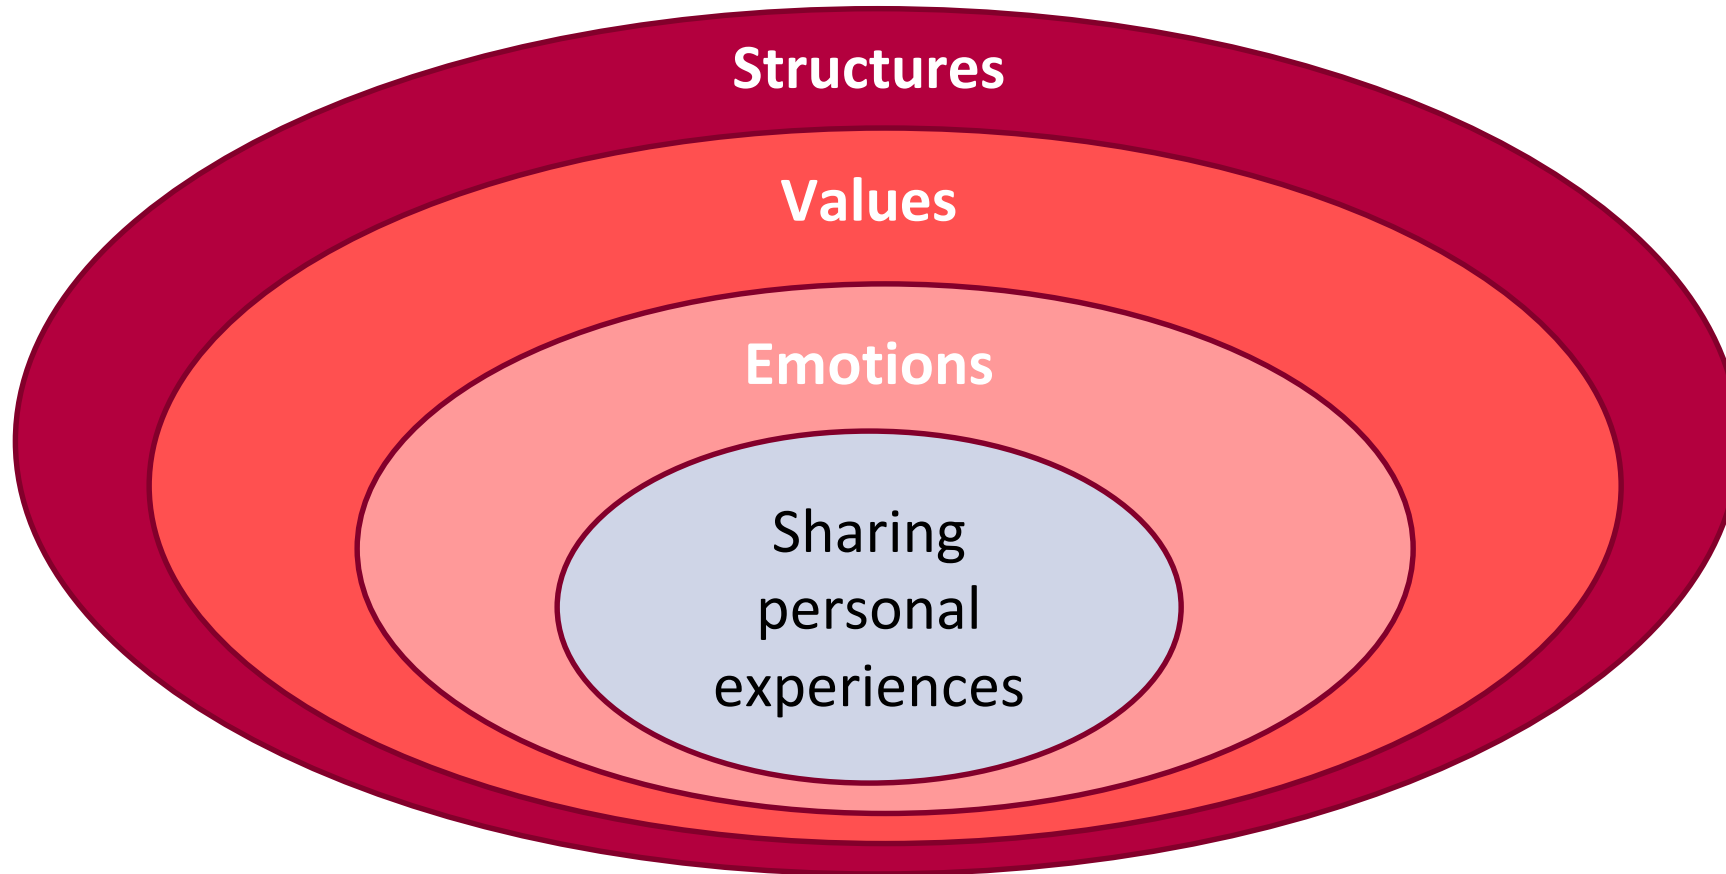 Structures
Values
Emotions
Sharing
personal
experiences